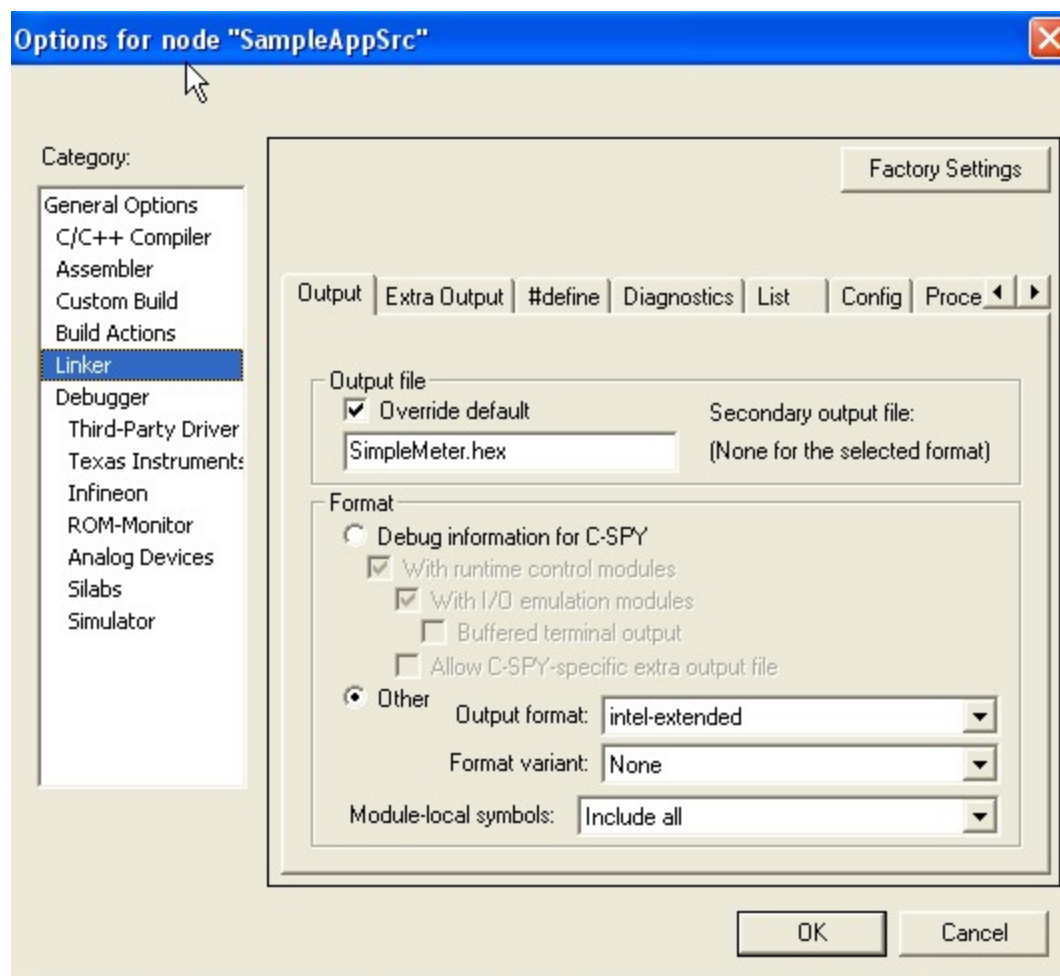 Options for node "SampleAppSrc"
Category:
Factory Settings
General Options
C/C++ Compiler
Assembler
Custom Build
Build Actions
Linker
Debugger
Third-Party Driver
Texas Instruments
Infineon
ROM-Monitor
Analog Devices
Silabs
Simulator
Output Extra Output #define Diagnostics List Config Proce
Output file
Override default Secondary output file:
SimpleMeter.hex (None for the selected format)
Format
Debug information for C-SPY
With runtime control modules
With I/O emulation modules
Buffered terminal output
Allow C-SPY-specific extra output file
Other
Output format: intel-extended
Format variant: None
Module-local symbols: Include all
OK Cancel